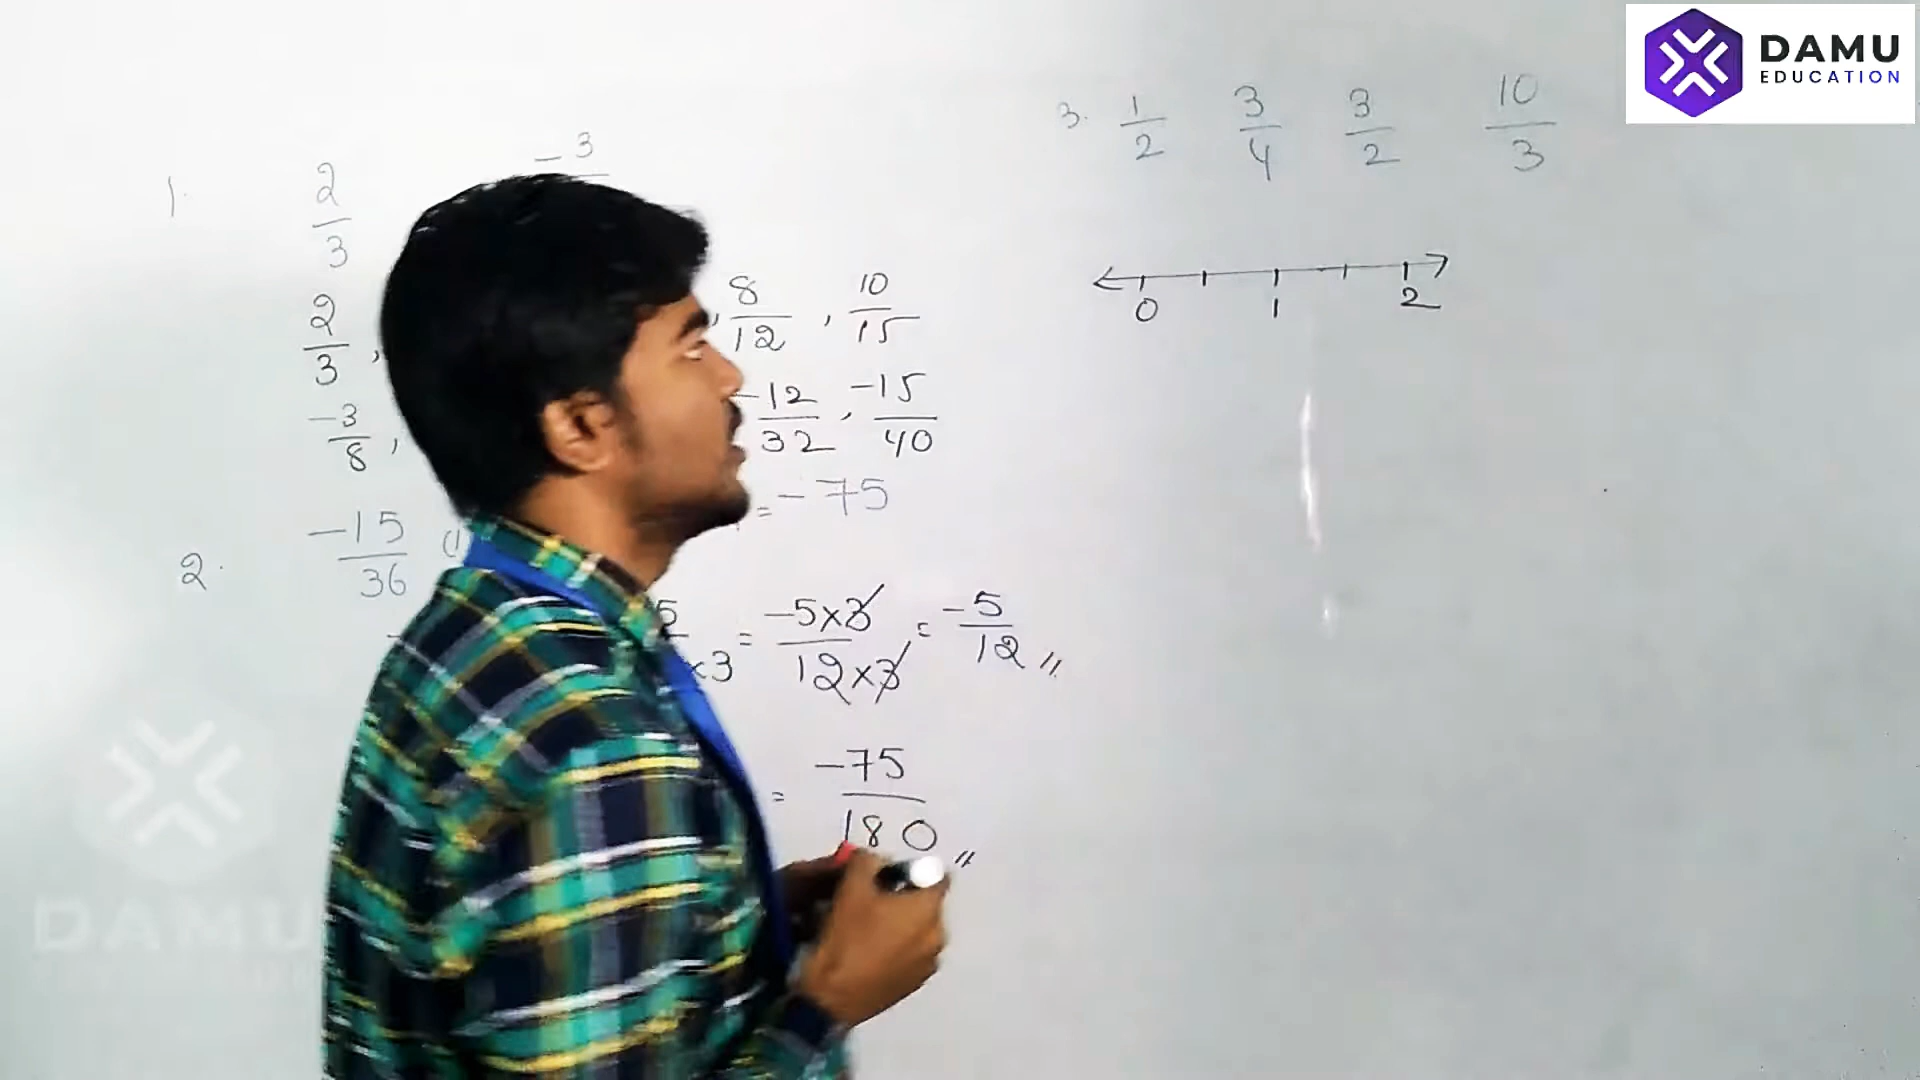 DAMU
EDUCATION
1. 2/3 -3
2/3 , , 8/12 , 10/15
-3/8 , -12/32 , -15/40
= -75
2. -15/36
×3 = -5×3/12×3 = -5/12 //
= -75/180 //
3. 1/2 3/4 3/2 10/3
0 1 2
DAMU